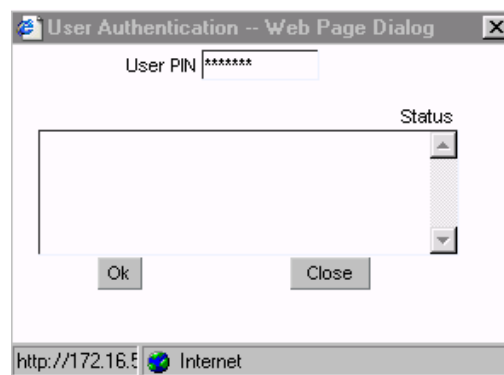 User Authentication -- Web Page Dialog
User PIN *******
Status
Ok Close
http://172.16.5 Internet